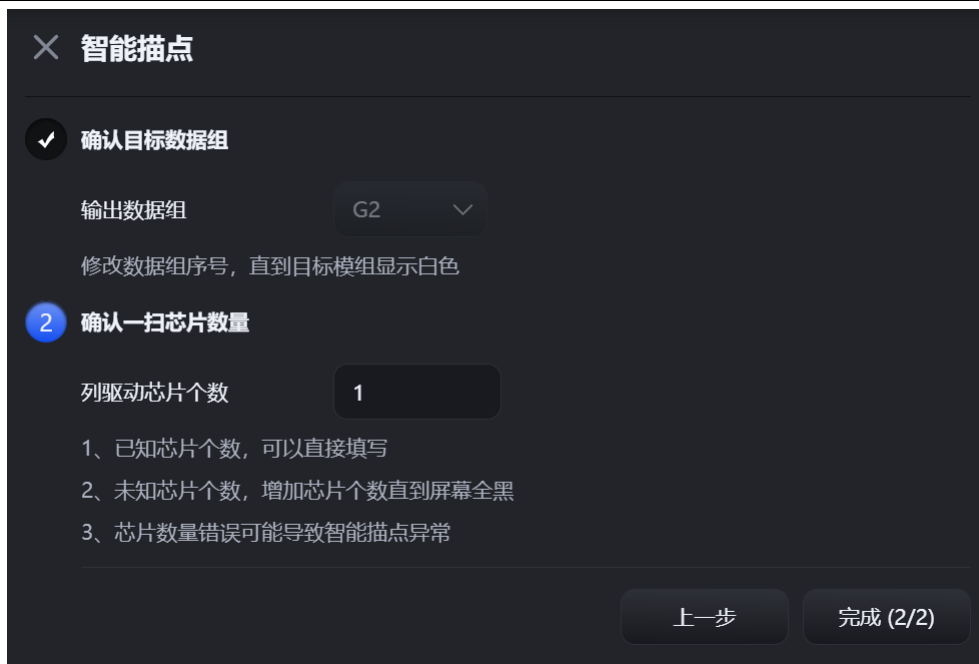 智能描点
确认目标数据组
输出数据组 G2
修改数据组序号，直到目标模组显示白色
2 确认一扫芯片数量
列驱动芯片个数 1
1、已知芯片个数，可以直接填写
2、未知芯片个数，增加芯片个数直到屏幕全黑
3、芯片数量错误可能导致智能描点异常
上一步 完成 (2/2)